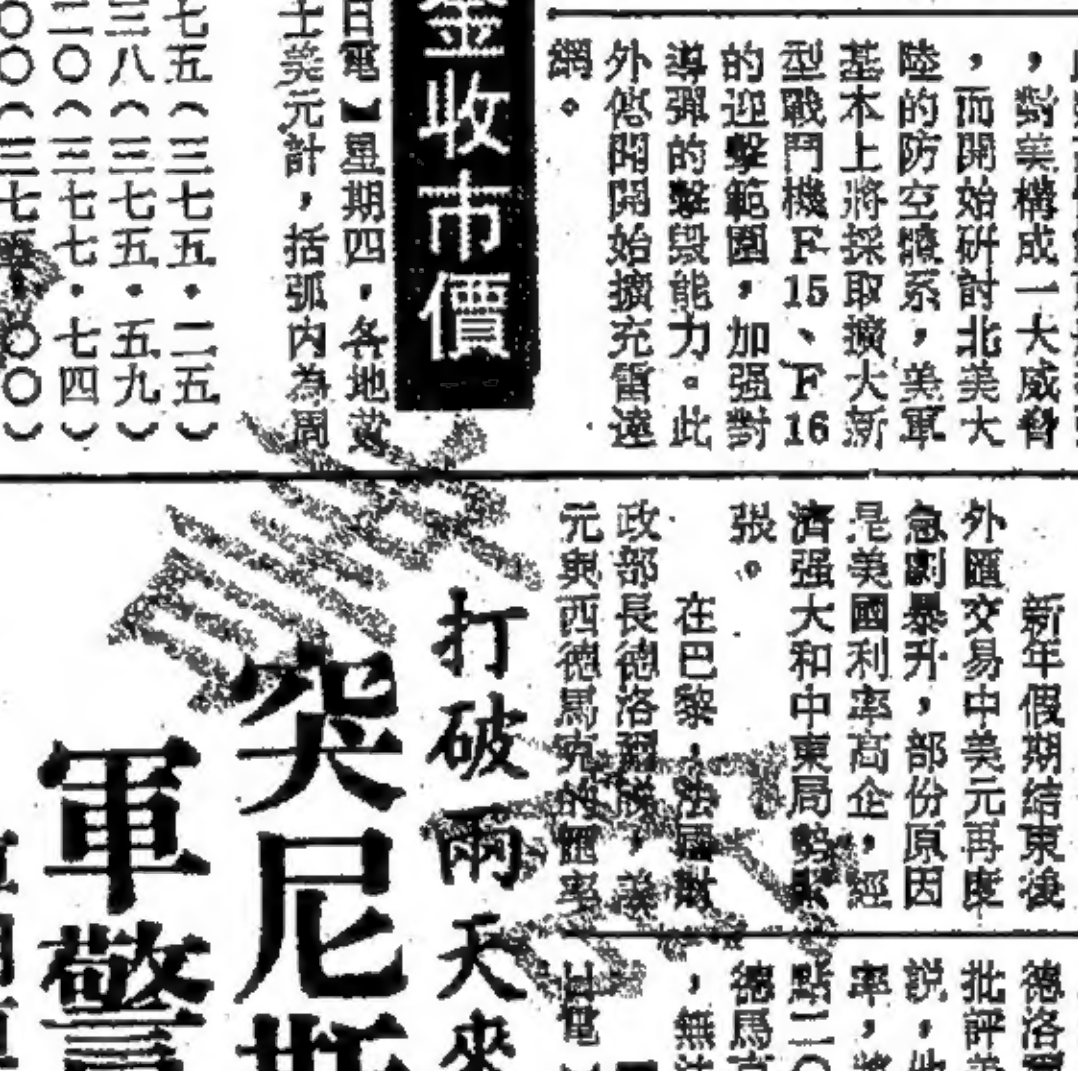 ，對美構成一大威脅
，而開始研討北美大
陸的防空體系，美軍
基本上將採取擴大新
型戰鬥機F15、F16
的迎擊範圍，加强對
導彈的擊毀能力。此
外傍開始擴充雷達
網。
金收市價
日電】星期四，各地黃
士美元計，括弧內為周
七五（三七五．二五）
三八（三七五．五九）
二〇（三七七．七四）
新年假期結束後
外匯交易中美元再度
急劇暴升，部份原因
是美國利率高企，經
濟强大和中東局勢緊
張。
在巴黎，法國財
政部長德洛爾談，美
元與西德馬克的匯率
德洛爾
批評美
說，他
率，將
點二〇
德馬克
，無法
打破兩天來
突尼斯
軍警